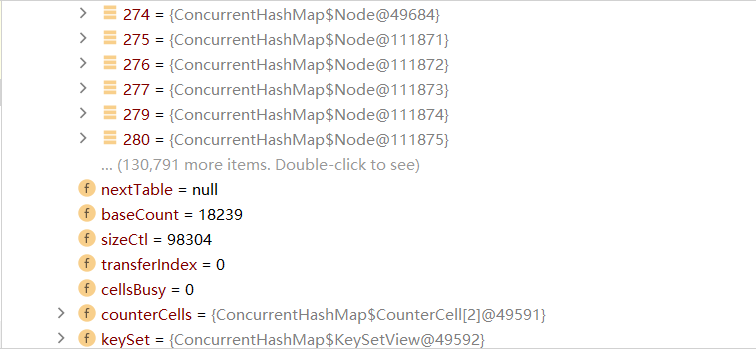 274 = {ConcurrentHashMap$Node@49684}
275 = {ConcurrentHashMap$Node@111871}
276 = {ConcurrentHashMap$Node@111872}
277 = {ConcurrentHashMap$Node@111873}
279 = {ConcurrentHashMap$Node@111874}
280 = {ConcurrentHashMap$Node@111875}
... (130,791 more items. Double-click to see)
f nextTable = null
f baseCount = 18239
f sizeCtl = 98304
f transferIndex = 0
f cellsBusy = 0
f counterCells = {ConcurrentHashMap$CounterCell[2]@49591}
f keySet = {ConcurrentHashMap$KeySetView@49592}